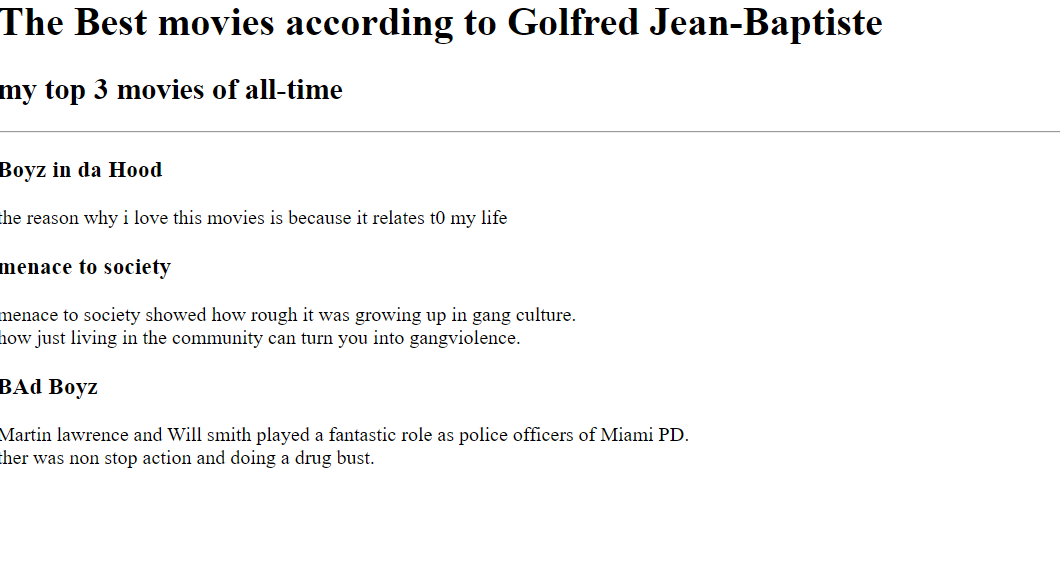 The Best movies according to Golfred Jean-Baptiste
my top 3 movies of all-time
Boyz in da Hood
the reason why i love this movies is because it relates t0 my life
menace to society
menace to society showed how rough it was growing up in gang culture.
how just living in the community can turn you into gangviolence.
BAd Boyz
Martin lawrence and Will smith played a fantastic role as police officers of Miami PD.
ther was non stop action and doing a drug bust.